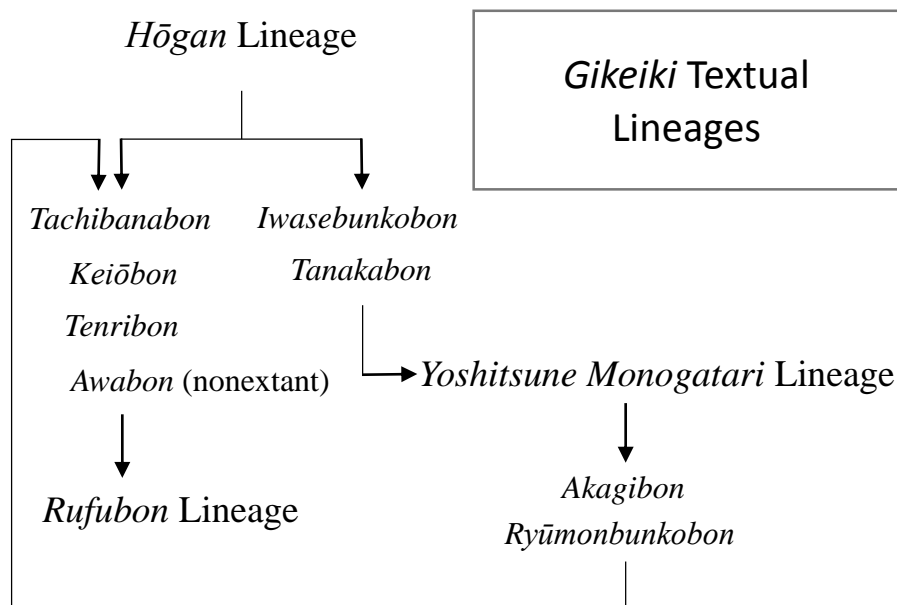 Hōgan Lineage
Gikeiki Textual
Lineages
Tachibanabon
Keiōbon
Tenribon
Awabon (nonextant)
Rufubon Lineage
Iwasebunkobon
Tanakabon
Yoshitsune Monogatari Lineage
Akagibon
Ryūmonbunkobon